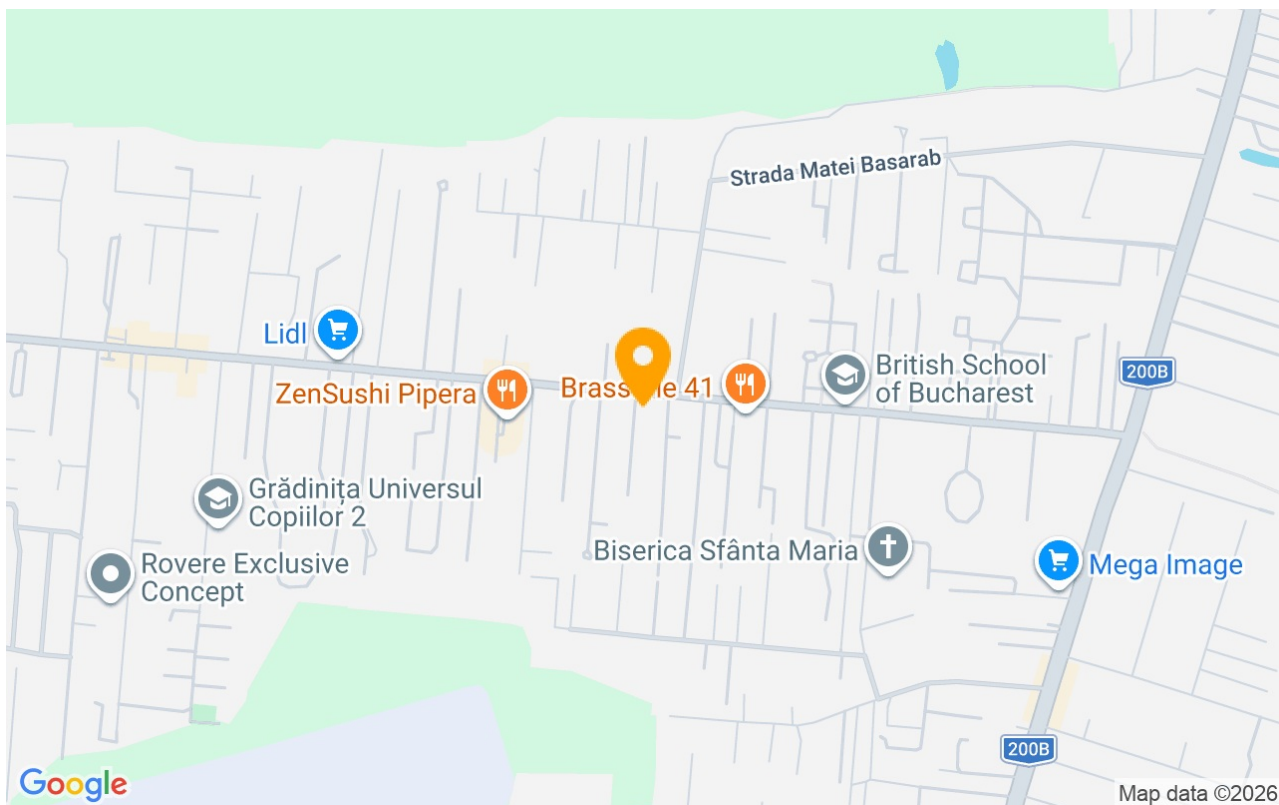 Strada Matei Basarab
Lidl
ZenSushi Pipera
41
British School
of Bucharest
200B
Grădinița Universul
Copiilor 2
Biserica Sfânta Maria
Mega Image
Rovere Exclusive
Concept
200B
Google
Map data ©2026